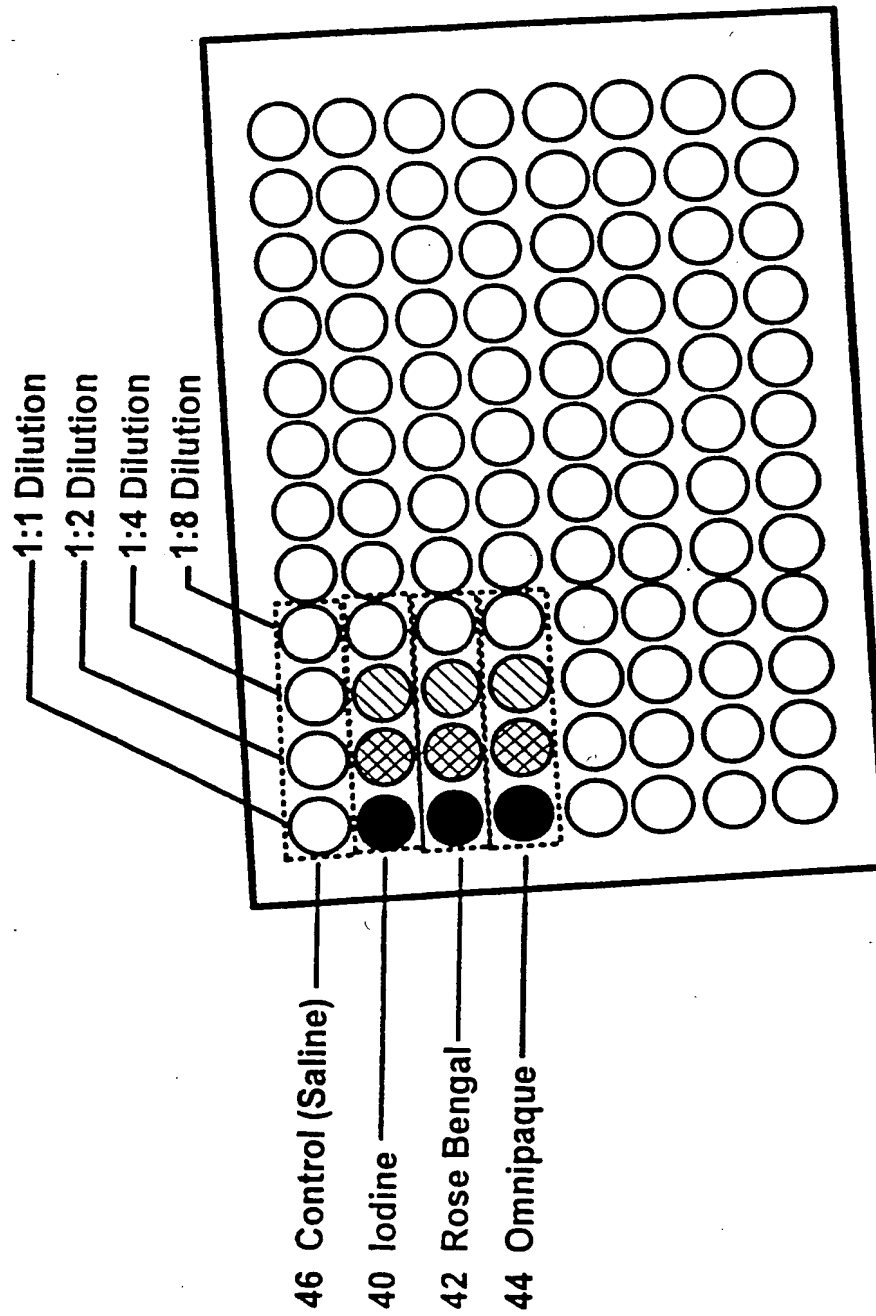 1:1 Dilution
1:2 Dilution
1:4 Dilution
1:8 Dilution
46 Control (Saline)
40 Iodine
42 Rose Bengal
44 Omnipaque